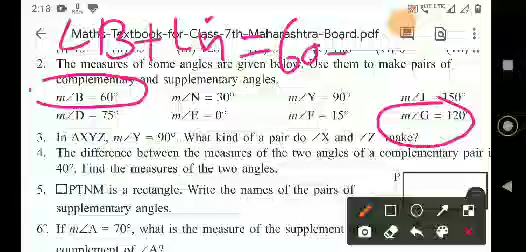 2:18
Maths-Textbook-for-Class-7th-Maharashtra-Board.pdf
∠B+∠m=60
2. The measures of some angles are given below. Use them to make pairs of
complementary and supplementary angles.
m∠B = 60° m∠N = 30° m∠Y = 90° m∠J = 150°
m∠D = 75° m∠E = 0° m∠F = 15° m∠G = 120°
3. In ΔXYZ, m∠Y = 90°. What kind of a pair do ∠X and ∠Z make?
4. The difference between the measures of the two angles of a complementary pair i
40°. Find the measures of the two angles.
P
5. □PTNM is a rectangle. Write the names of the pairs of
supplementary angles.
6*. If m∠A = 70°, what is the measure of the supplement
complement of ∠A?